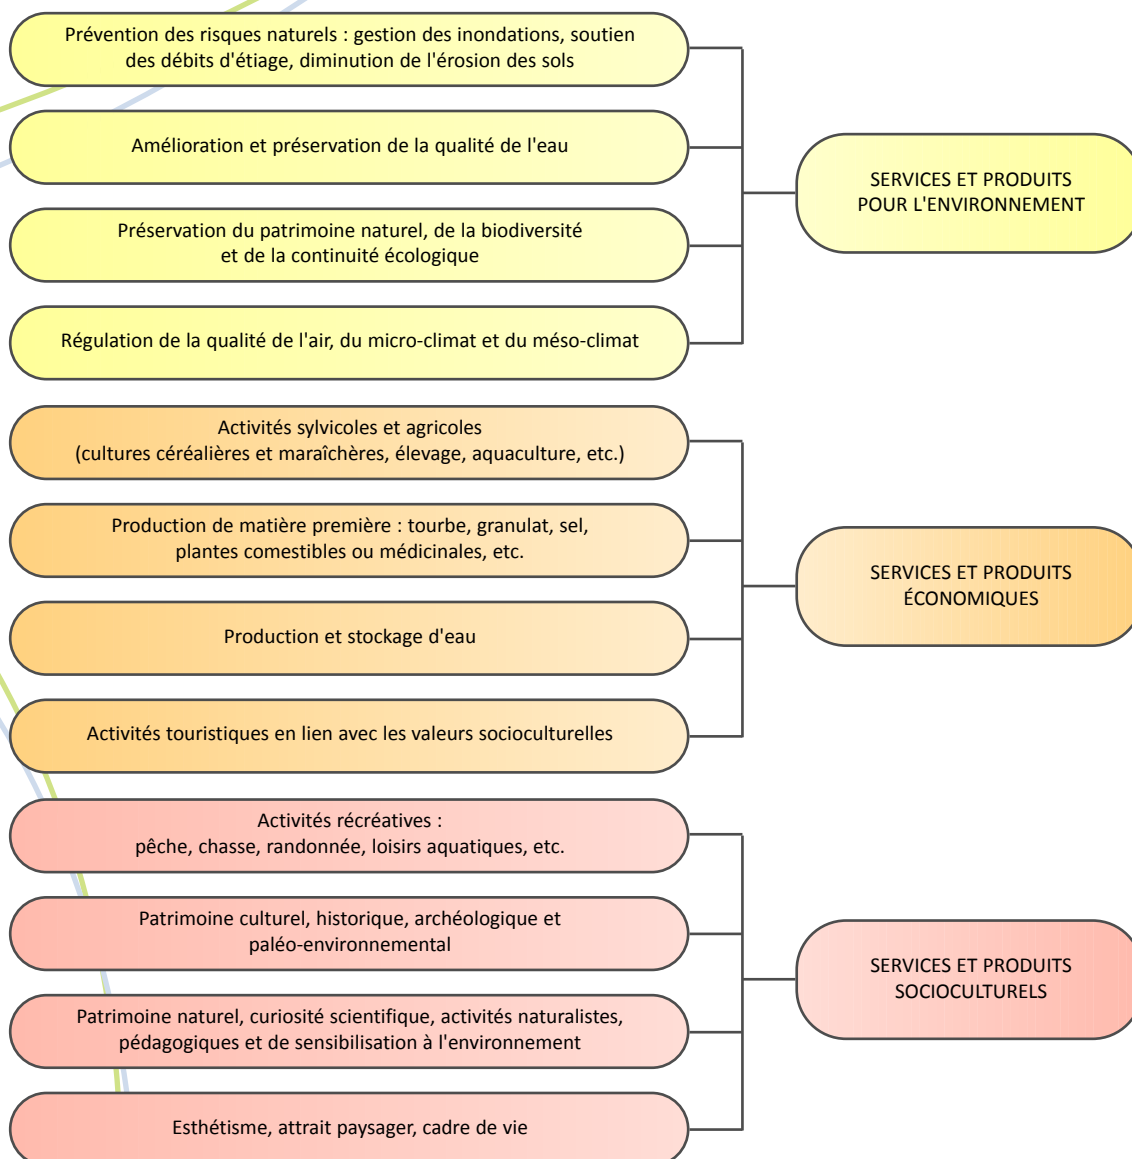 Prévention des risques naturels : gestion des inondations, soutien
des débits d'étiage, diminution de l'érosion des sols
Amélioration et préservation de la qualité de l'eau
SERVICES ET PRODUITS
POUR L'ENVIRONNEMENT
Préservation du patrimoine naturel, de la biodiversité
et de la continuité écologique
Régulation de la qualité de l'air, du micro-climat et du méso-climat
Activités sylvicoles et agricoles
(cultures céréalières et maraîchères, élevage, aquaculture, etc.)
Production de matière première : tourbe, granulat, sel,
plantes comestibles ou médicinales, etc.
SERVICES ET PRODUITS
ÉCONOMIQUES
Production et stockage d'eau
Activités touristiques en lien avec les valeurs socioculturelles
Activités récréatives :
pêche, chasse, randonnée, loisirs aquatiques, etc.
Patrimoine culturel, historique, archéologique et
paléo-environnemental
SERVICES ET PRODUITS
SOCIOCULTURELS
Patrimoine naturel, curiosité scientifique, activités naturalistes,
pédagogiques et de sensibilisation à l'environnement
Esthétisme, attrait paysager, cadre de vie